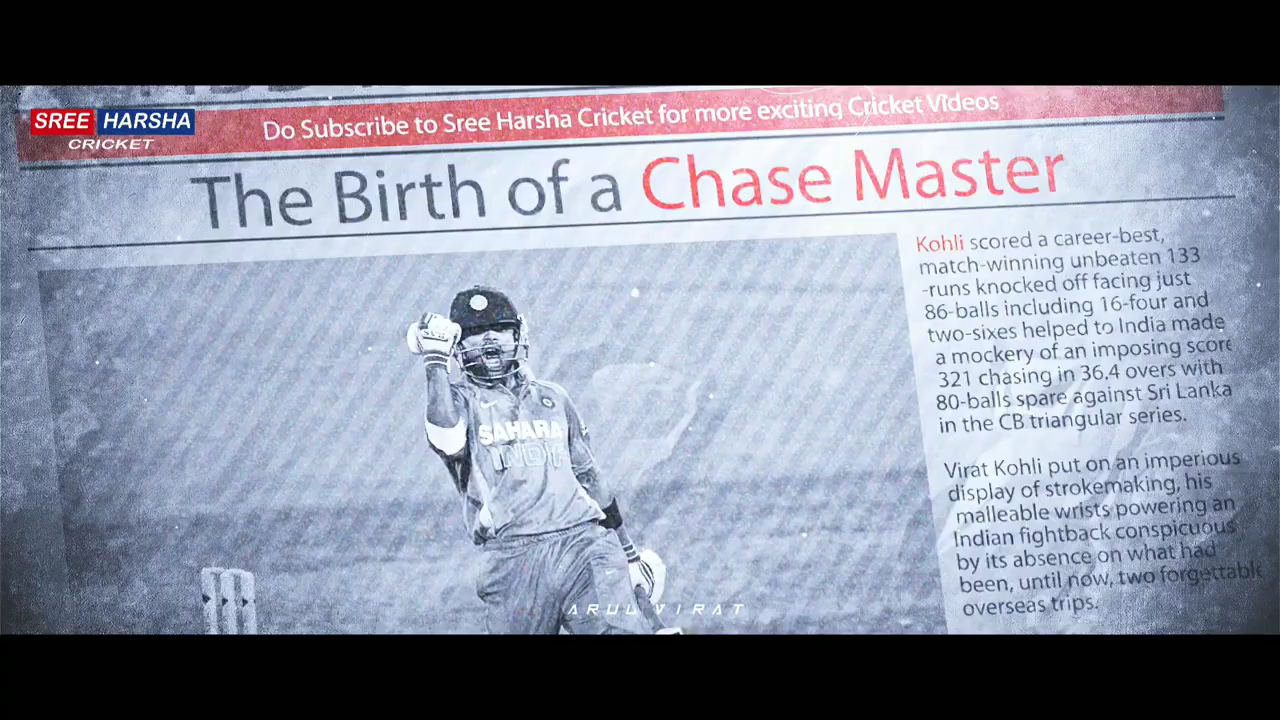 SREE HARSHA
CRICKET
Do Subscribe to Sree Harsha Cricket for more exciting Cricket Videos
The Birth of a Chase Master
Kohli scored a career-best,
match-winning unbeaten 133
-runs knocked off facing just
86-balls including 16-four and
two-sixes helped to India made
a mockery of an imposing score
321 chasing in 36.4 overs with
80-balls spare against Sri Lanka
in the CB triangular series.
Virat Kohli put on an imperious
display of strokemaking, his
malleable wrists powering an
Indian fightback conspicuous
by its absence on what had
been, until now, two forgettable
overseas trips.
SAHARA
INDIA
ARUL VIRAT